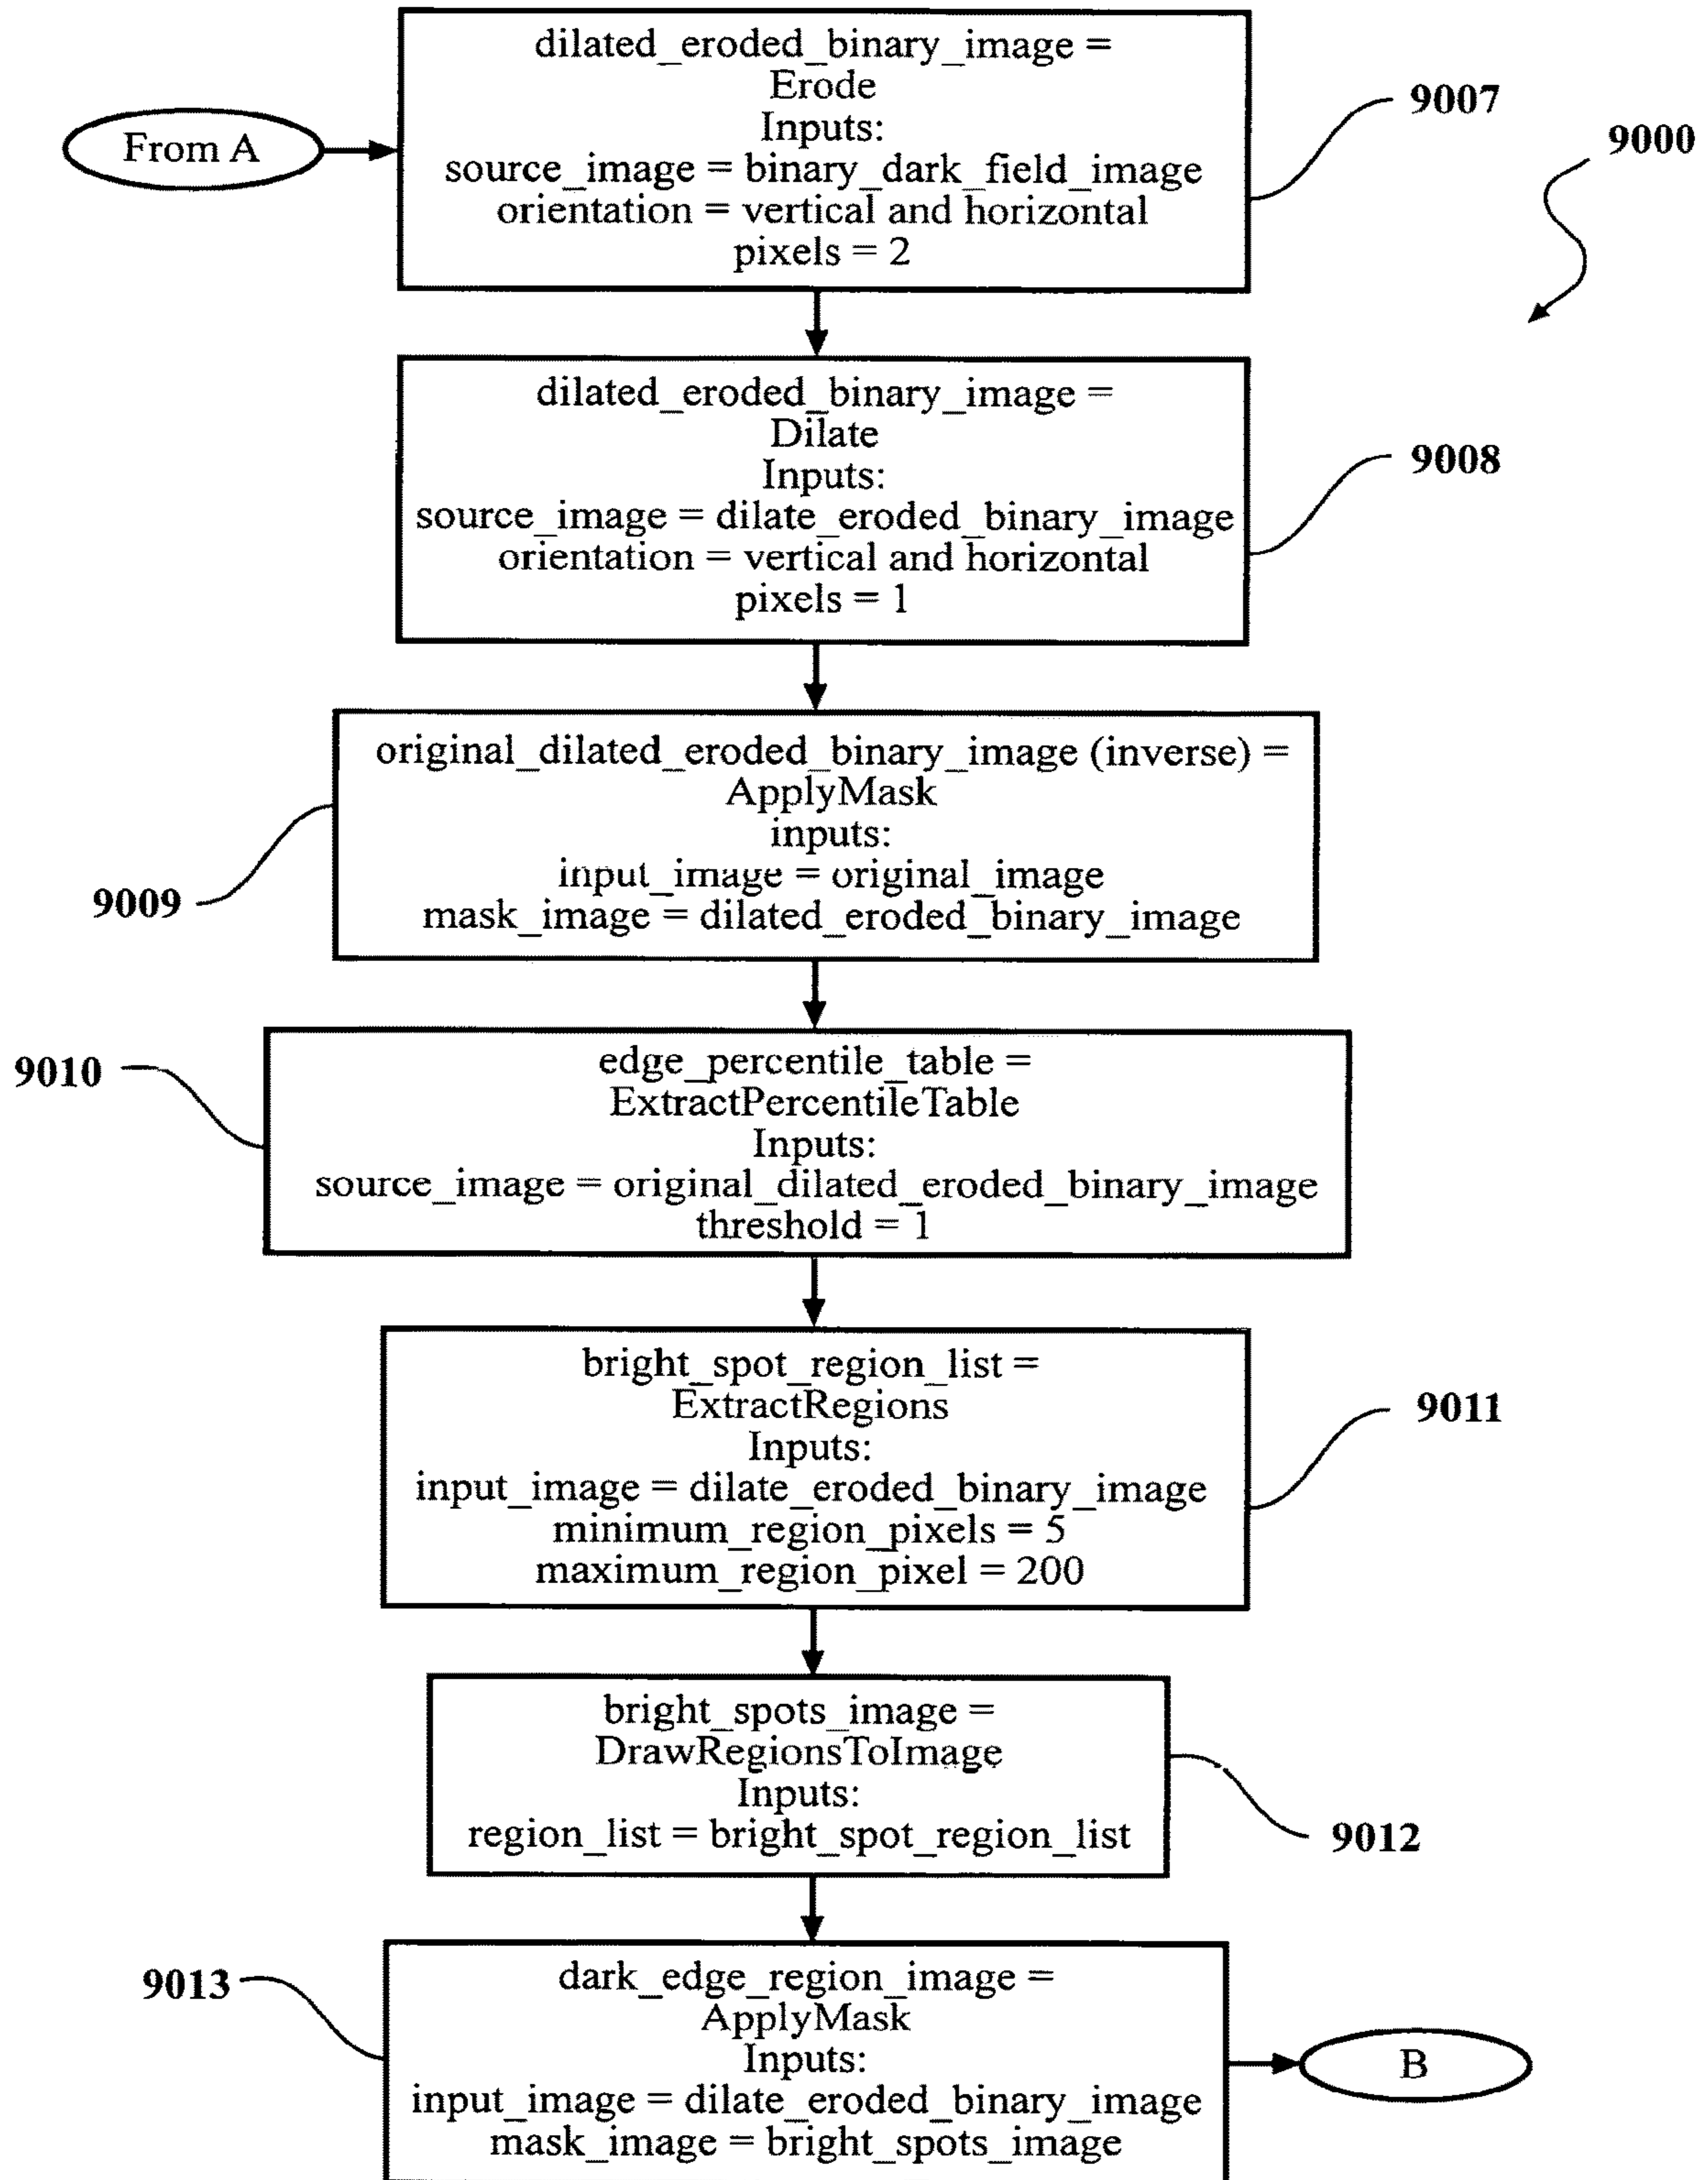 From A
dilated_eroded_binary_image =
Erode
Inputs:
source_image = binary_dark_field_image
orientation = vertical and horizontal
pixels = 2
9007
9000
dilated_eroded_binary_image =
Dilate
Inputs:
source_image = dilate_eroded_binary_image
orientation = vertical and horizontal
pixels = 1
9008
original_dilated_eroded_binary_image (inverse) =
ApplyMask
inputs:
input_image = original_image
mask_image = dilated_eroded_binary_image
9009
edge_percentile_table =
ExtractPercentileTable
Inputs:
source_image = original_dilated_eroded_binary_image
threshold = 1
9010
bright_spot_region_list =
ExtractRegions
Inputs:
input_image = dilate_eroded_binary_image
minimum_region_pixels = 5
maximum_region_pixel = 200
9011
bright_spots_image =
DrawRegionsToImage
Inputs:
region_list = bright_spot_region_list
9012
dark_edge_region_image =
ApplyMask
Inputs:
input_image = dilate_eroded_binary_image
mask_image = bright_spots_image
9013
B